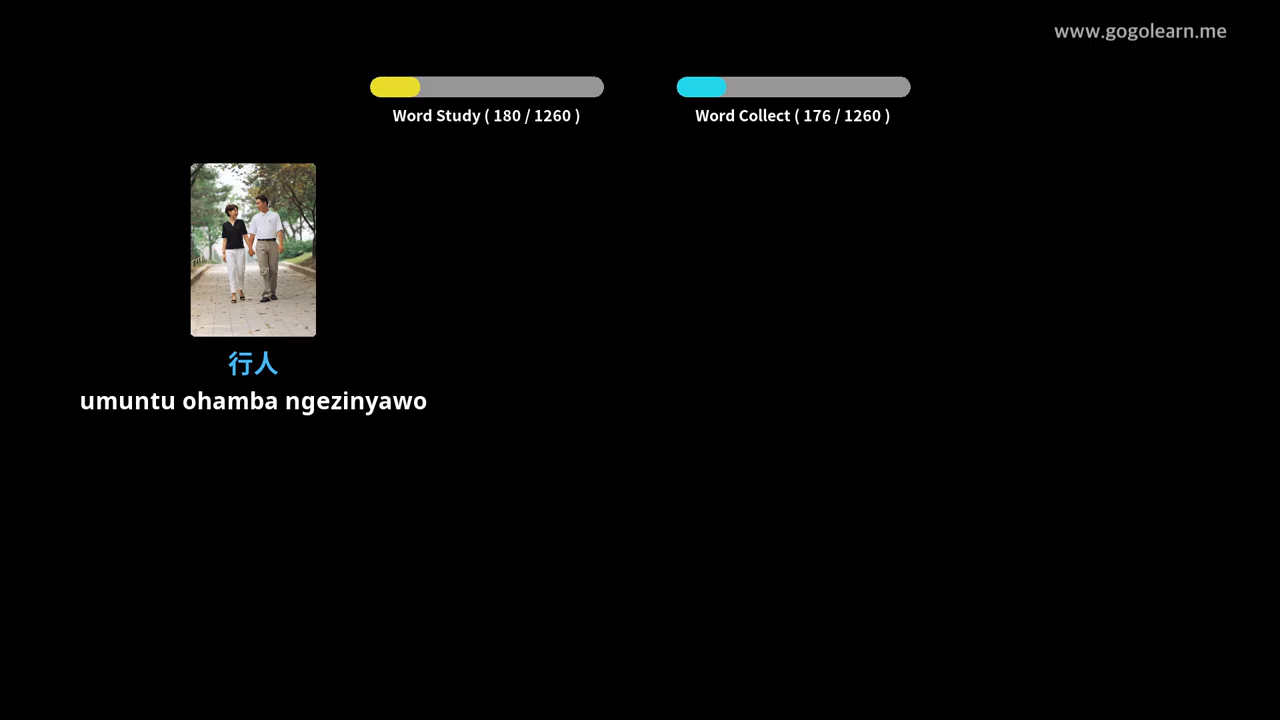 www.gogolearn.me
Word Study ( 180 / 1260 )
Word Collect ( 176 / 1260 )
行人
umuntu ohamba ngezinyawo